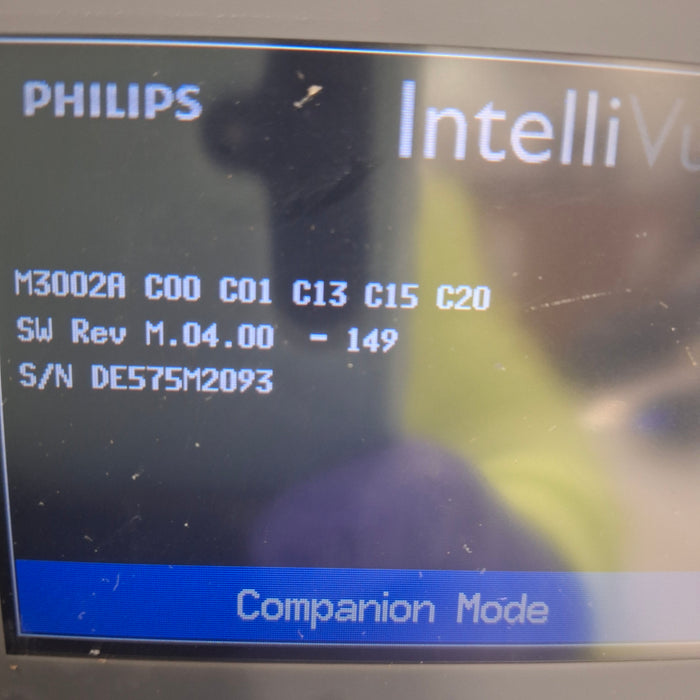 PHILIPS
IntelliVu
M3002A C00 C01 C13 C15 C20
SW Rev M.04.00 - 149
S/N DE575M2093
Companion Mode